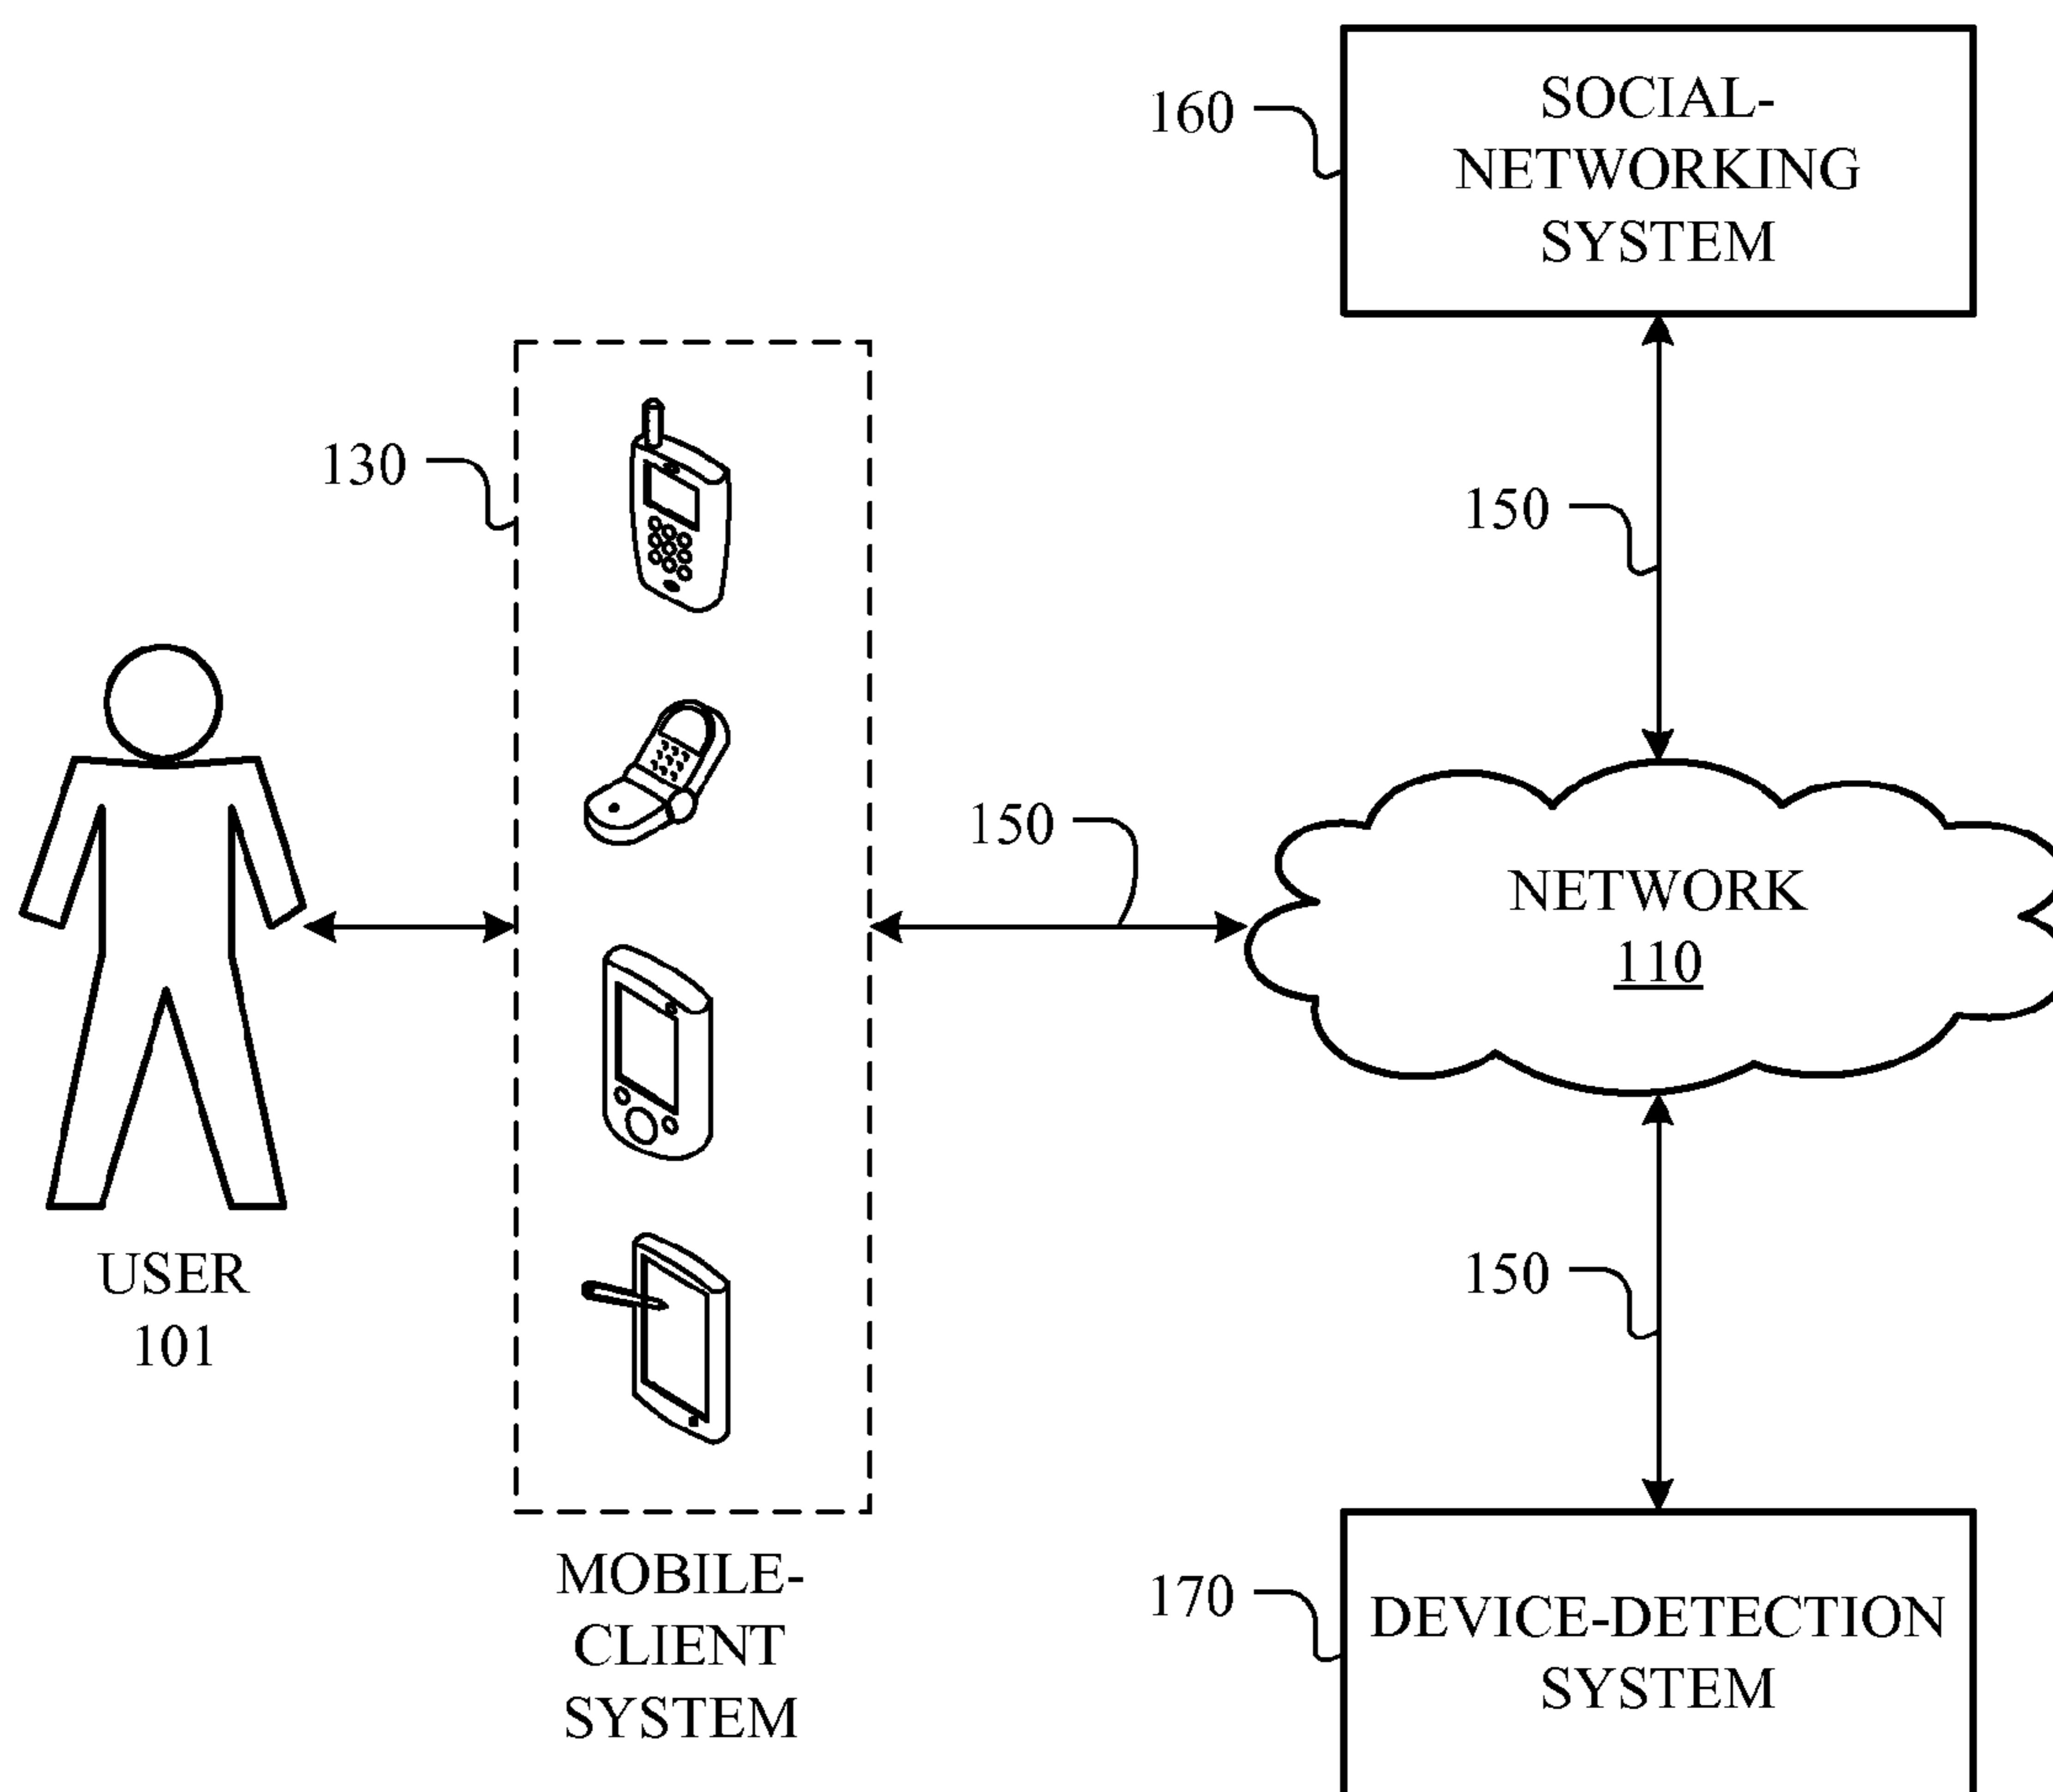 160
SOCIAL-
NETWORKING
SYSTEM
130
150
150
NETWORK
110
USER
101
150
MOBILE-
CLIENT
SYSTEM
170
DEVICE-DETECTION
SYSTEM